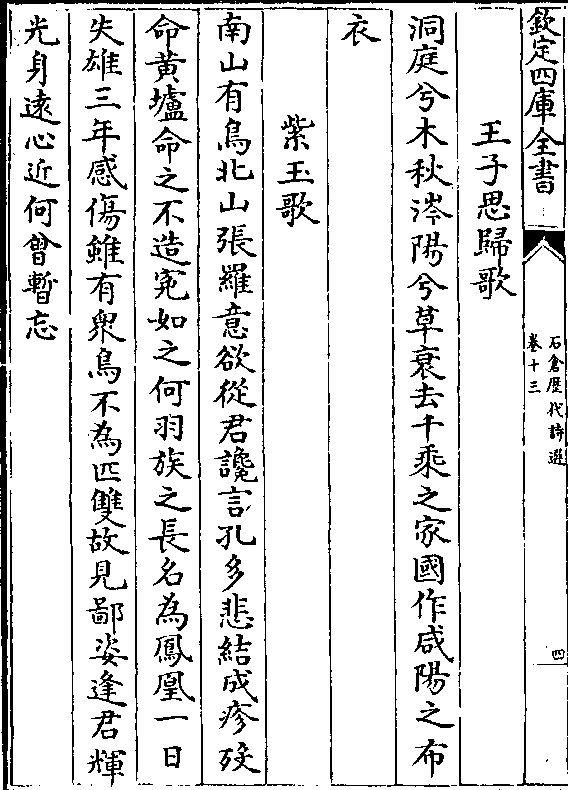 欽定四庫全書
石倉歷代詩選
卷十三
四
王子思歸歌
洞庭兮木秋涔陽兮草衰去千乘之家國作咸陽之布
衣
紫玉歌
南山有鳥北山張羅意欲從君讒言孔多悲結成疹歿
命黃壚命之不造寃如之何羽族之長名為鳳凰一日
失雄三年感傷雖有衆鳥不為匹雙故見鄙姿逢君輝
光身遠心近何曾暫忘